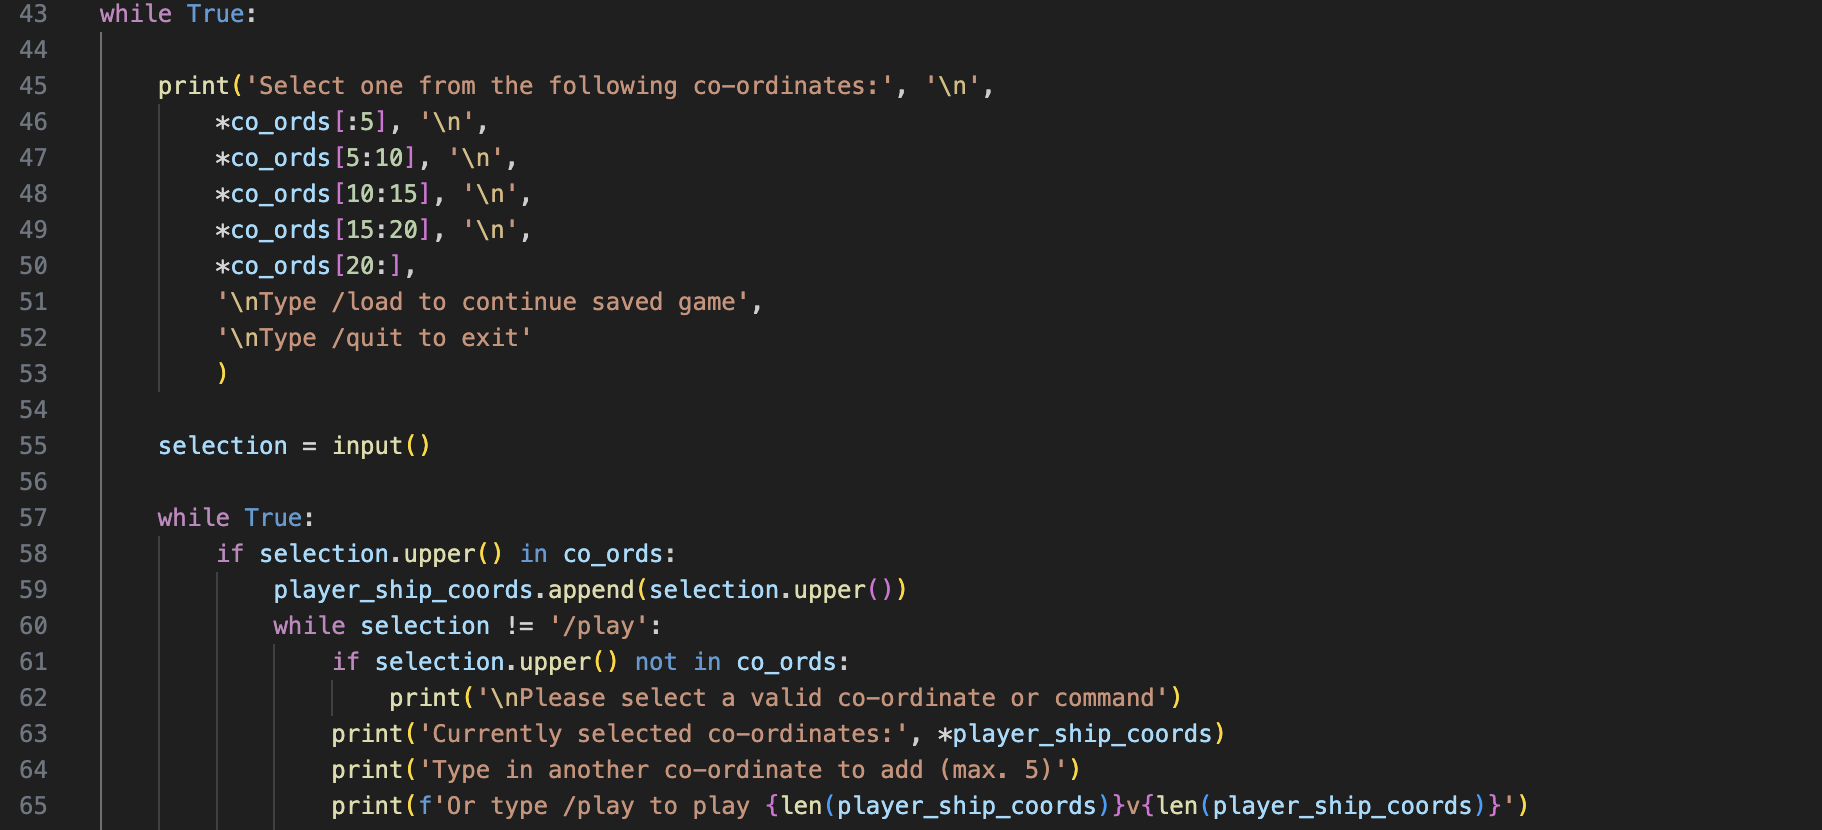 43 while True:
44
45 print('Select one from the following co-ordinates:', '\n',
46 *co_ords[:5], '\n',
47 *co_ords[5:10], '\n',
48 *co_ords[10:15], '\n',
49 *co_ords[15:20], '\n',
50 *co_ords[20:],
51 '\nType /load to continue saved game',
52 '\nType /quit to exit'
53 )
54
55 selection = input()
56
57 while True:
58 if selection.upper() in co_ords:
59 player_ship_coords.append(selection.upper())
60 while selection != '/play':
61 if selection.upper() not in co_ords:
62 print('\nPlease select a valid co-ordinate or command')
63 print('Currently selected co-ordinates:', *player_ship_coords)
64 print('Type in another co-ordinate to add (max. 5)')
65 print(f'Or type /play to play {len(player_ship_coords)}v{len(player_ship_coords)}')